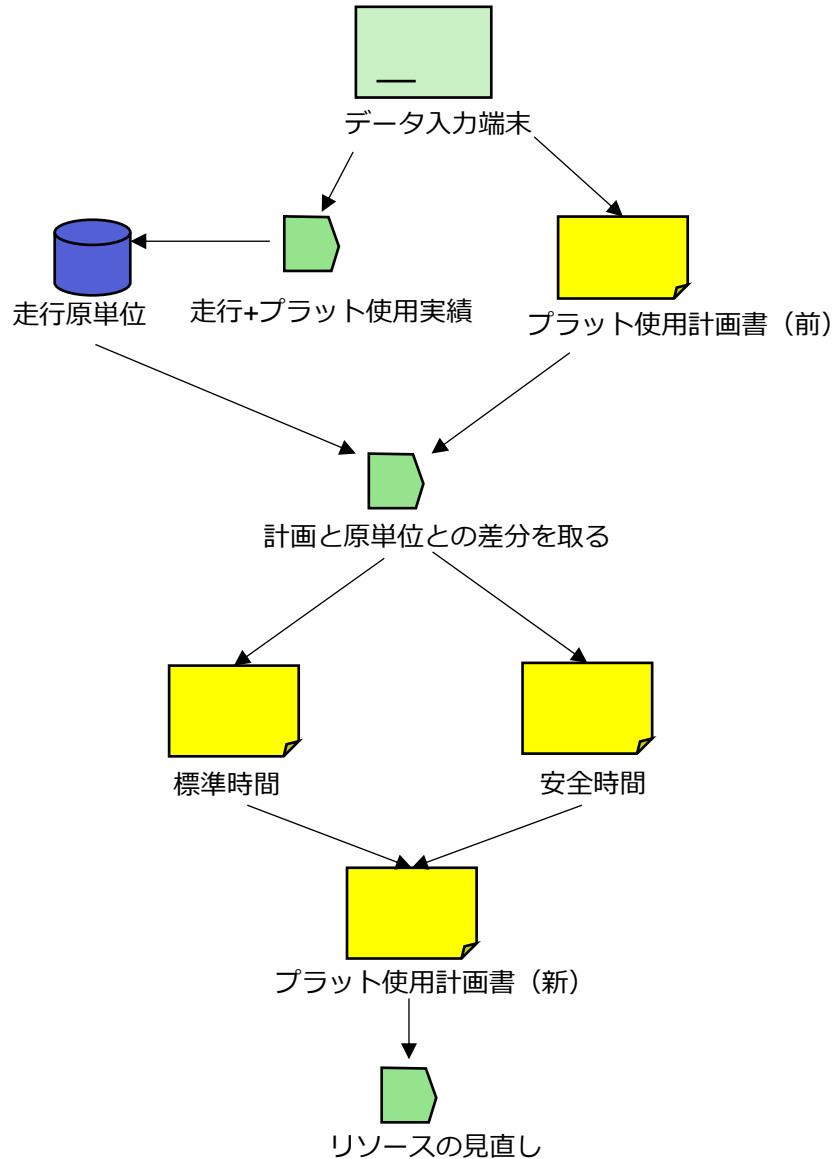 データ入力端末
走行原単位
走行+プラット使用実績
プラット使用計画書（前）
計画と原単位との差分を取る
標準時間
安全時間
プラット使用計画書（新）
リソースの見直し